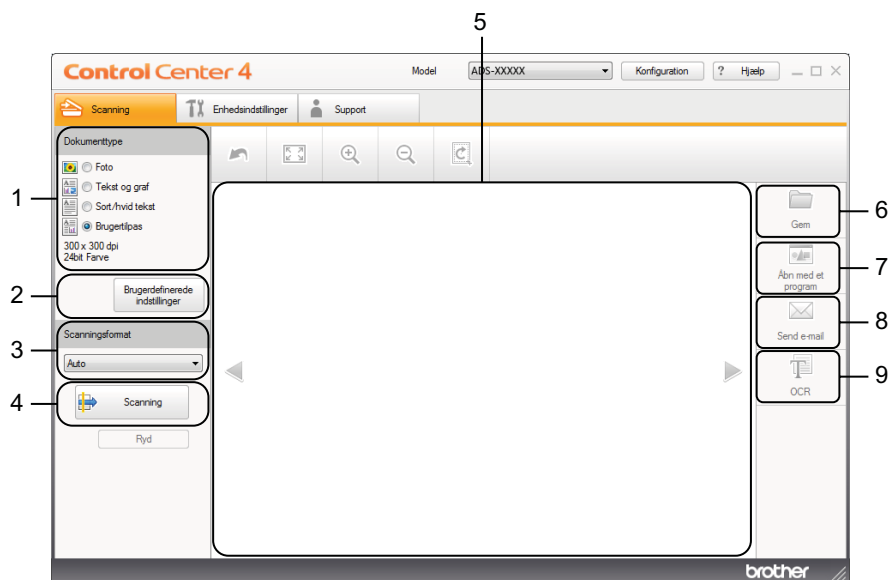 5
Control Center 4
Model
ADS-XXXXX
Konfiguration
? Hjælp
Scanning
Enhedsindstillinger
Support
Dokumenttype
Foto
Tekst og graf
Sort/hvid tekst
Brugertilpas
300 x 300 dpi
24bit Farve
1
Brugerdefinerede
indstillinger
2
Scanningsformat
Auto
3
Scanning
4
Ryd
Gem
6
Åbn med et
program
7
Send e-mail
8
OCR
9
brother